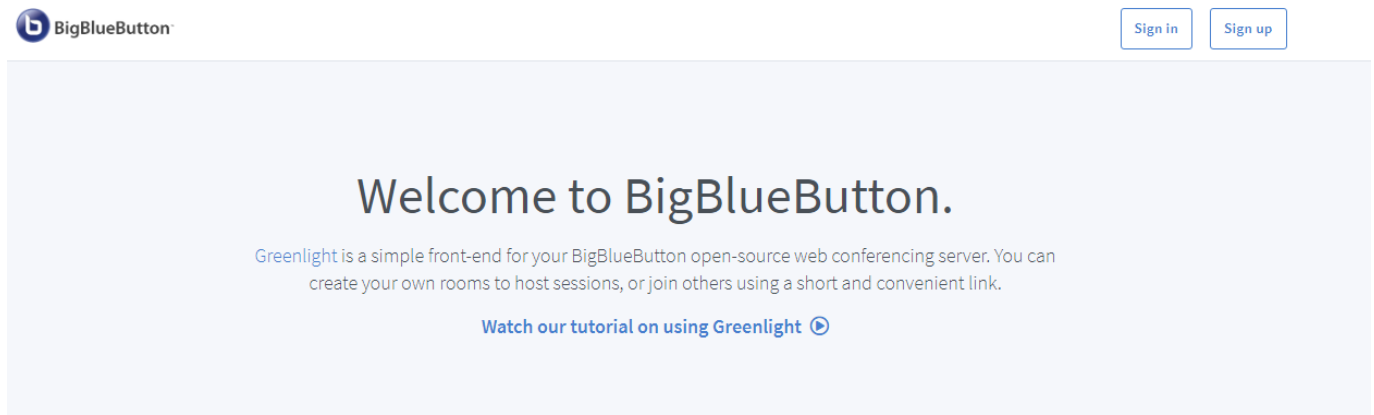 BigBlueButton™
Sign in
Sign up
Welcome to BigBlueButton.
Greenlight is a simple front-end for your BigBlueButton open-source web conferencing server. You can
create your own rooms to host sessions, or join others using a short and convenient link.
Watch our tutorial on using Greenlight